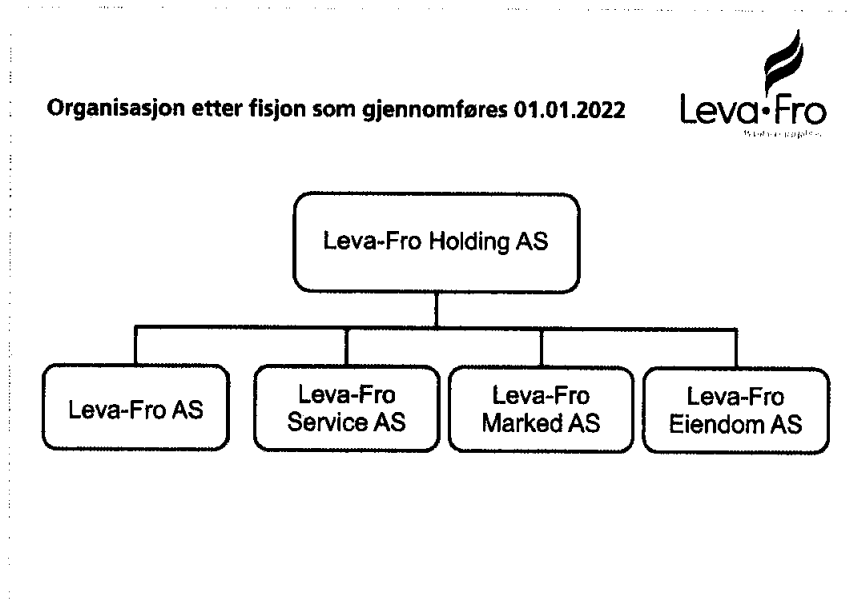 Organisasjon etter fisjon som gjennomføres 01.01.2022
Leva•Fro
Leva-Fro Holding AS
Leva-Fro AS
Leva-Fro
Service AS
Leva-Fro
Marked AS
Leva-Fro
Eiendom AS